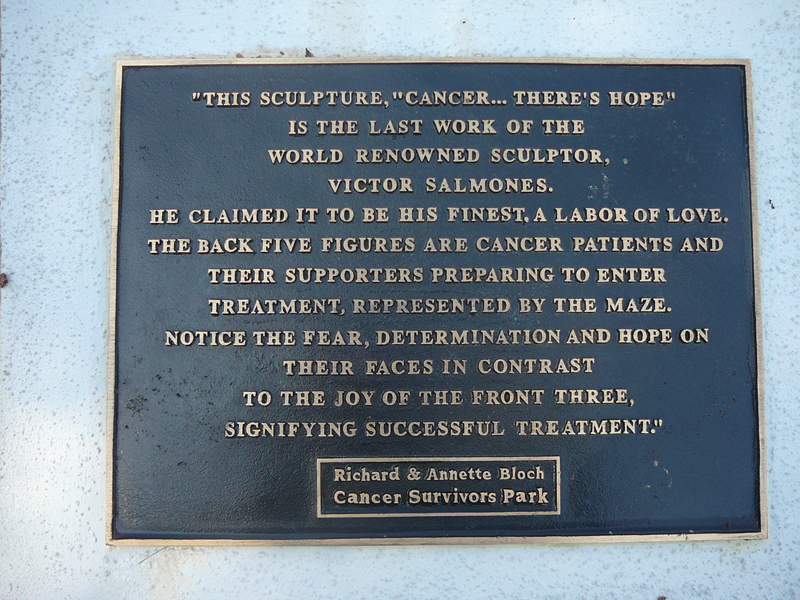 "THIS SCULPTURE, "CANCER... THERE'S HOPE"
IS THE LAST WORK OF THE
WORLD RENOWNED SCULPTOR,
VICTOR SALMONES.
HE CLAIMED IT TO BE HIS FINEST, A LABOR OF LOVE.
THE BACK FIVE FIGURES ARE CANCER PATIENTS AND
THEIR SUPPORTERS PREPARING TO ENTER
TREATMENT, REPRESENTED BY THE MAZE.
NOTICE THE FEAR, DETERMINATION AND HOPE ON
THEIR FACES IN CONTRAST
TO THE JOY OF THE FRONT THREE,
SIGNIFYING SUCCESSFUL TREATMENT."
Richard & Annette Bloch
Cancer Survivors Park